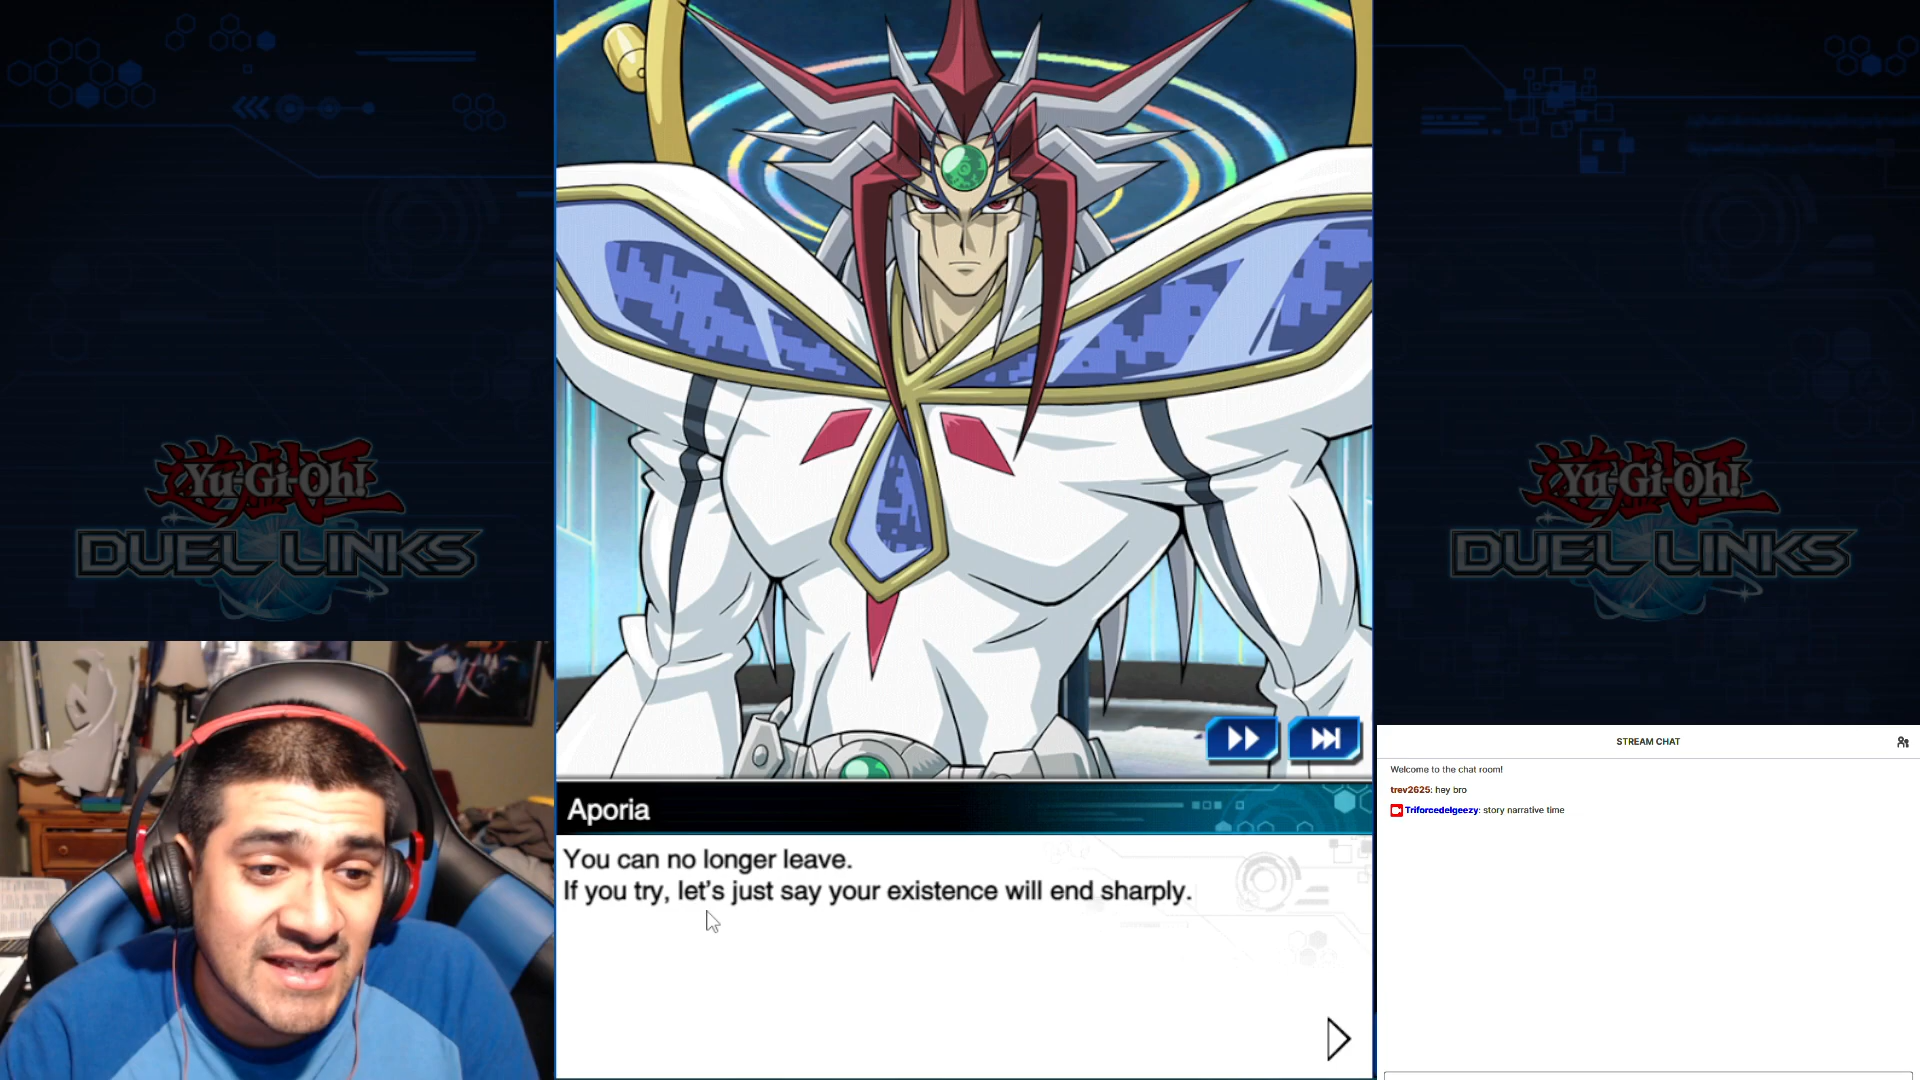 Yu-Gi-Oh!
DUEL LINKS
Yu-Gi-Oh!
DUEL LINKS
Aporia
You can no longer leave.
If you try, let's just say your existence will end sharply.
STREAM CHAT
Welcome to the chat room!
trev2625: hey bro
Triforcedelgeezy: story narrative time